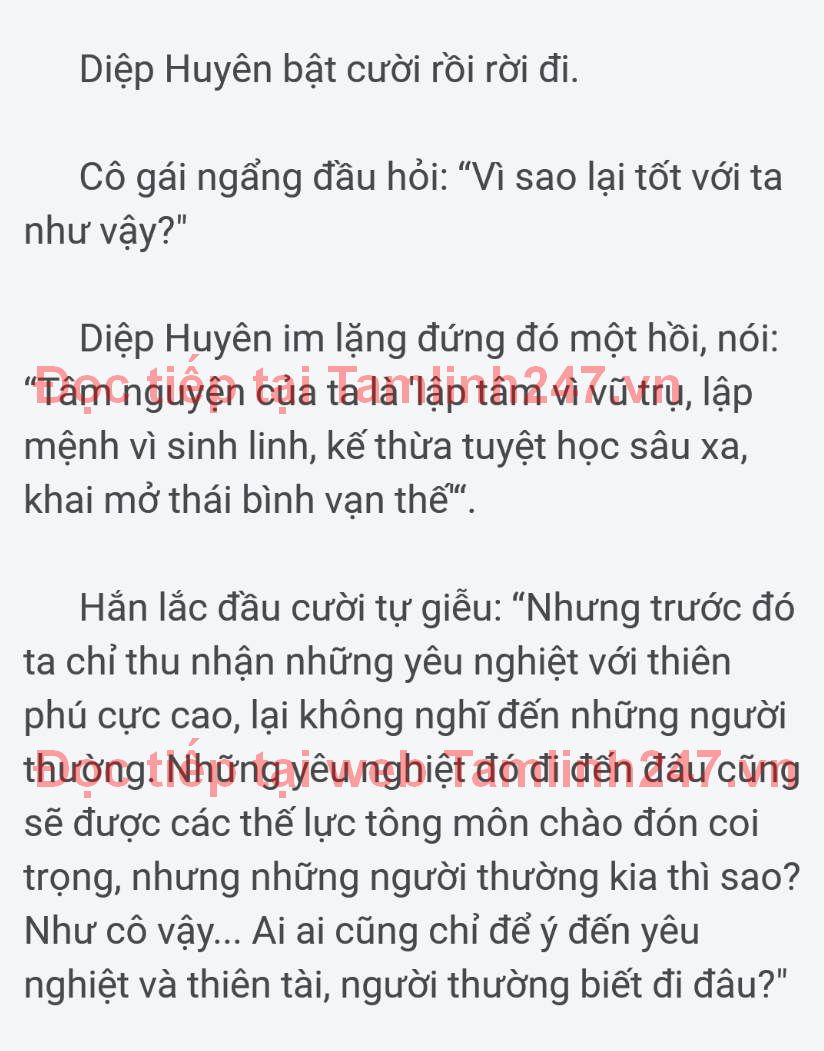 Diệp Huyên bật cười rồi rời đi.
Cô gái ngẩng đầu hỏi: “Vì sao lại tốt với ta
như vậy?"
Diệp Huyên im lặng đứng đó một hồi, nói:
“Tâm nguyện của ta là 'lập tâm vì vũ trụ, lập
Đọc tiếp tại Tamlinh247.vn
mệnh vì sinh linh, kế thừa tuyệt học sâu xa,
khai mở thái bình vạn thế'“.
Hắn lắc đầu cười tự giễu: “Nhưng trước đó
ta chỉ thu nhận những yêu nghiệt với thiên
phú cực cao, lại không nghĩ đến những người
thường. Những yêu nghiệt đó đi đến đâu cũng
Đọc tiếp tại web Tamlinh247.vn
sẽ được các thế lực tông môn chào đón coi
trọng, nhưng những người thường kia thì sao?
Như cô vậy... Ai ai cũng chỉ để ý đến yêu
nghiệt và thiên tài, người thường biết đi đâu?"